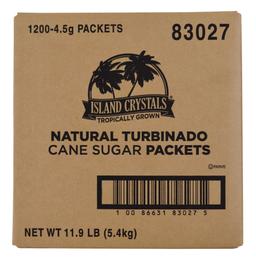 1200-4.5g PACKETS 83027
ISLAND CRYSTALS®
TROPICALLY GROWN
NATURAL TURBINADO
CANE SUGAR PACKETS
©PARIVE
1 00 86631 83027 5
NET WT 11.9 LB (5.4kg)